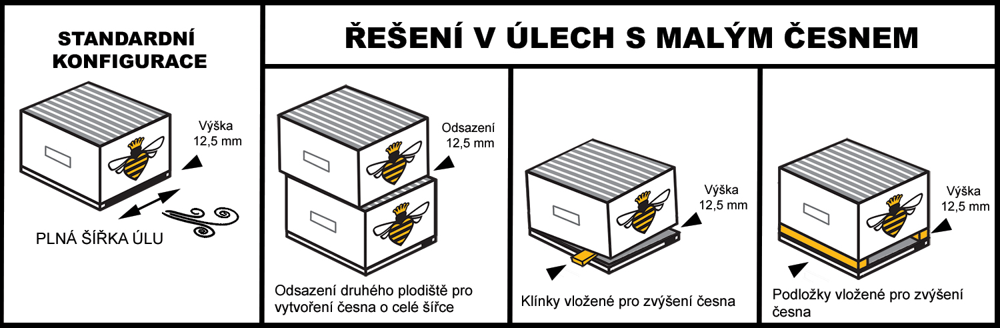 STANDARDNÍ
KONFIGURACE
Výška
12,5 mm
PLNÁ ŠÍŘKA ÚLU
ŘEŠENÍ V ÚLECH S MALÝM ČESNEM
Odsazení
12,5 mm
Odsazení druhého plodiště pro
vytvoření česna o celé šířce
Výška
12,5 mm
Klínky vložené pro zvýšení česna
Výška
12,5 mm
Podložky vložené pro zvýšení
česna